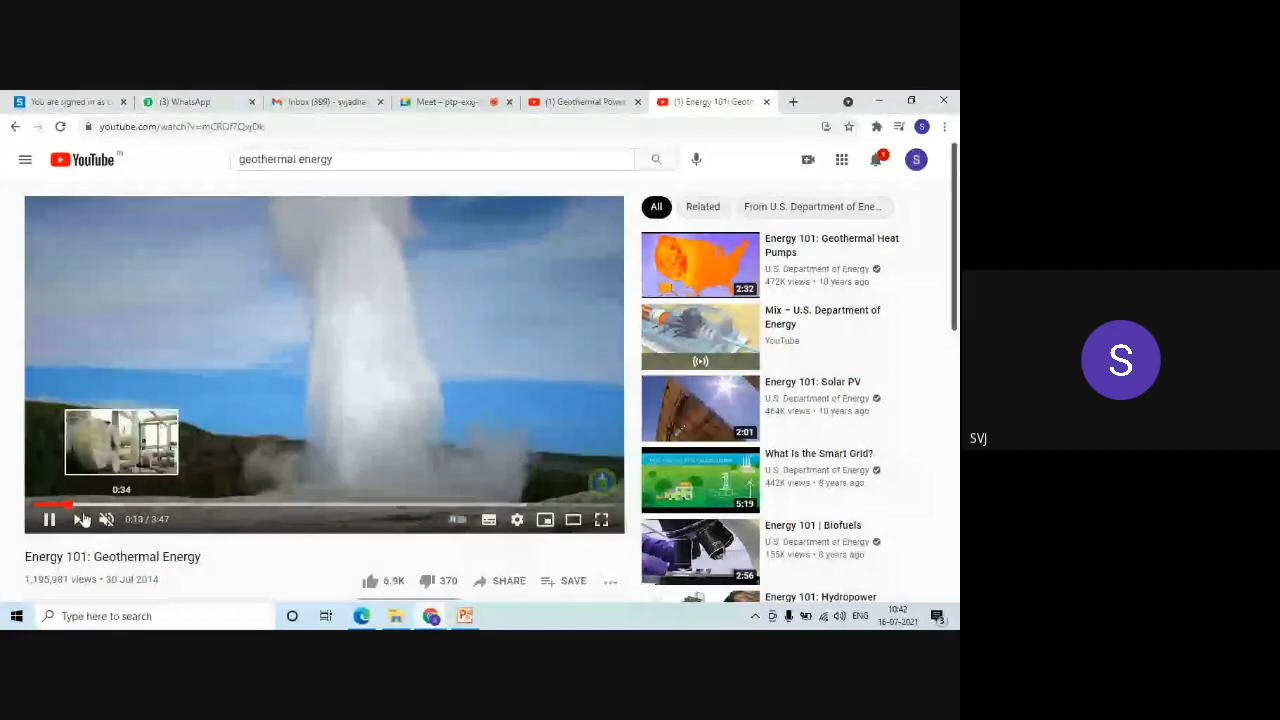 You are signed in as
(3) WhatsApp
Inbox (399) - svjadha
Meet – ptp-exxj-
(1) Geothermal Power
(1) Energy 101: Geoth
youtube.com/watch?v=mCRDf7QxjDk
S
YouTube
geothermal energy
1
S
All
Related
From U.S. Department of Ene...
Energy 101: Geothermal Heat
Pumps
U.S. Department of Energy
472K views • 10 years ago
2:32
Mix – U.S. Department of
Energy
YouTube
Energy 101: Solar PV
U.S. Department of Energy
464K views • 10 years ago
2:01
What Is the Smart Grid?
U.S. Department of Energy
442K views • 6 years ago
5:19
Energy 101 | Biofuels
U.S. Department of Energy
155K views • 8 years ago
2:56
Energy 101: Hydropower
0:34
0:13 / 3:47
Energy 101: Geothermal Energy
1,195,981 views • 30 Jul 2014
6.9K
370
SHARE
SAVE
Type here to search
ENG
10:42
16-07-2021
3
S
SVJ